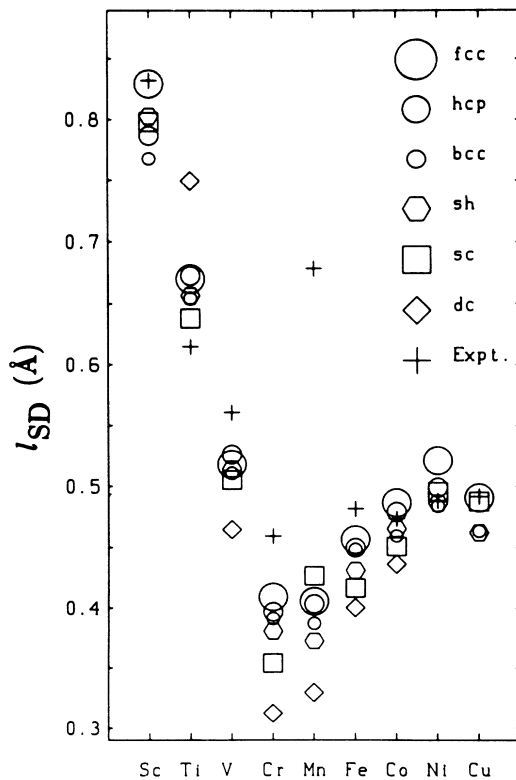 fcc
hcp
bcc
sh
sc
dc
Expt.
0.8
0.7
0.6
0.5
0.4
0.3
lSD (Å)
Sc Ti V Cr Mn Fe Co Ni Cu